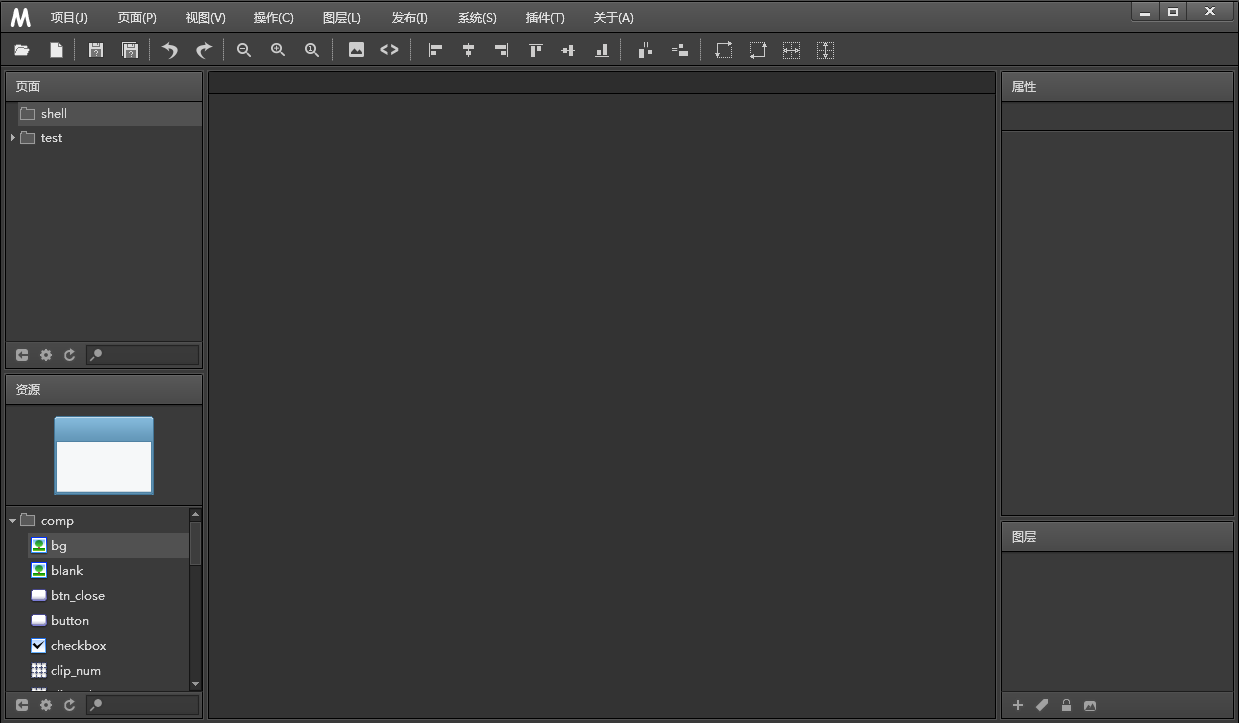 项目(J) 页面(P) 视图(V) 操作(C) 图层(L) 发布(I) 系统(S) 插件(T) 关于(A)
页面
shell
test
资源
comp
bg
blank
btn_close
button
checkbox
clip_num
属性
图层